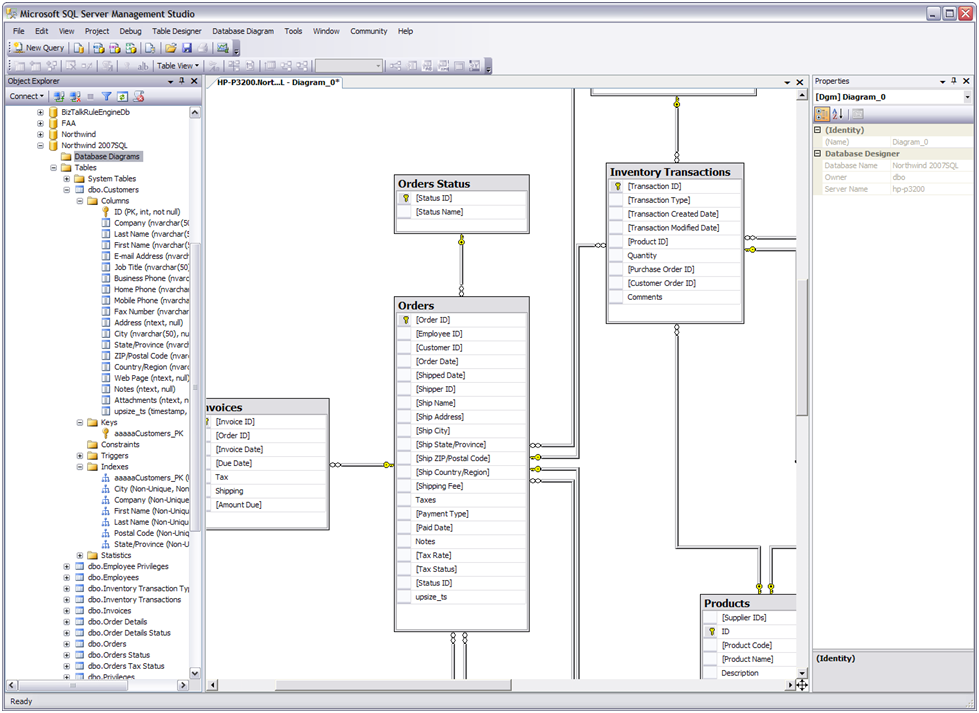 Microsoft SQL Server Management Studio
File Edit View Project Debug Table Designer Database Diagram Tools Window Community Help
New Query
Table View
Object Explorer
Connect
BizTalkRuleEngineDb
FAA
Northwind
Northwind 2007SQL
Database Diagrams
Tables
System Tables
dbo.Customers
Columns
ID (PK, int, not null)
Company (nvarchar(50
Last Name (nvarchar(5
First Name (nvarchar(
E-mail Address (nvarch
Job Title (nvarchar(50)
Business Phone (nvarc
Home Phone (nvarchar
Mobile Phone (nvarcha
Fax Number (nvarchar
Address (ntext, null)
City (nvarchar(50), nu
State/Province (nvarch
ZIP/Postal Code (nvar
Country/Region (nvarc
Web Page (ntext, null)
Notes (ntext, null)
Attachments (ntext, n
upsize_ts (timestamp,
Keys
aaaaaCustomers_PK
Constraints
Triggers
Indexes
aaaaaCustomers_PK (
City (Non-Unique, Non
Company (Non-Unique
First Name (Non-Uniqu
Last Name (Non-Uniqu
Postal Code (Non-Uniq
State/Province (Non-U
Statistics
dbo.Employee Privileges
dbo.Employees
dbo.Inventory Transaction Typ
dbo.Inventory Transactions
dbo.Invoices
dbo.Order Details
dbo.Order Details Status
dbo.Orders
dbo.Orders Status
dbo.Orders Tax Status
dbo.Privileges
HP-P3200.Nort...L - Diagram_0*
Orders Status
[Status ID]
[Status Name]
Orders
[Order ID]
[Employee ID]
[Customer ID]
[Order Date]
[Shipped Date]
[Shipper ID]
[Ship Name]
[Ship Address]
[Ship City]
[Ship State/Province]
[Ship ZIP/Postal Code]
[Ship Country/Region]
[Shipping Fee]
Taxes
[Payment Type]
[Paid Date]
Notes
[Tax Rate]
[Tax Status]
[Status ID]
upsize_ts
nvoices
[Invoice ID]
[Order ID]
[Invoice Date]
[Due Date]
Tax
Shipping
[Amount Due]
Inventory Transactions
[Transaction ID]
[Transaction Type]
[Transaction Created Date]
[Transaction Modified Date]
[Product ID]
Quantity
[Purchase Order ID]
[Customer Order ID]
Comments
Products
[Supplier IDs]
ID
[Product Code]
[Product Name]
Description
Properties
[Dgm] Diagram_0
(Identity)
(Name) Diagram_0
Database Designer
Database Name Northwind 2007SQL
Owner dbo
Server Name hp-p3200
(Identity)
Ready